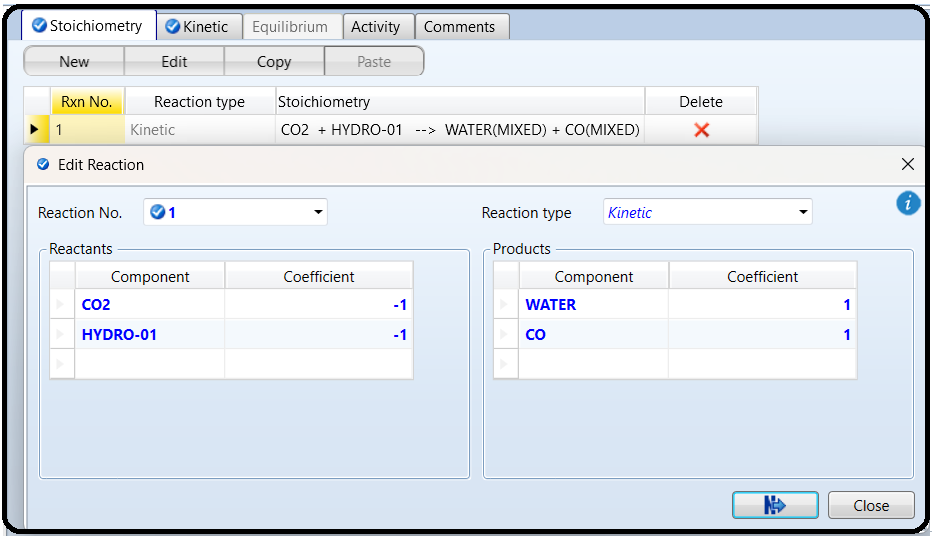 Stoichiometry Kinetic Equilibrium Activity Comments
New Edit Copy Paste
Rxn No. Reaction type Stoichiometry Delete
1 Kinetic CO2 + HYDRO-01 --> WATER(MIXED) + CO(MIXED)
Edit Reaction
Reaction No. 1 Reaction type Kinetic
Reactants Products
Component Coefficient Component Coefficient
CO2 -1 WATER 1
HYDRO-01 -1 CO 1
N Close